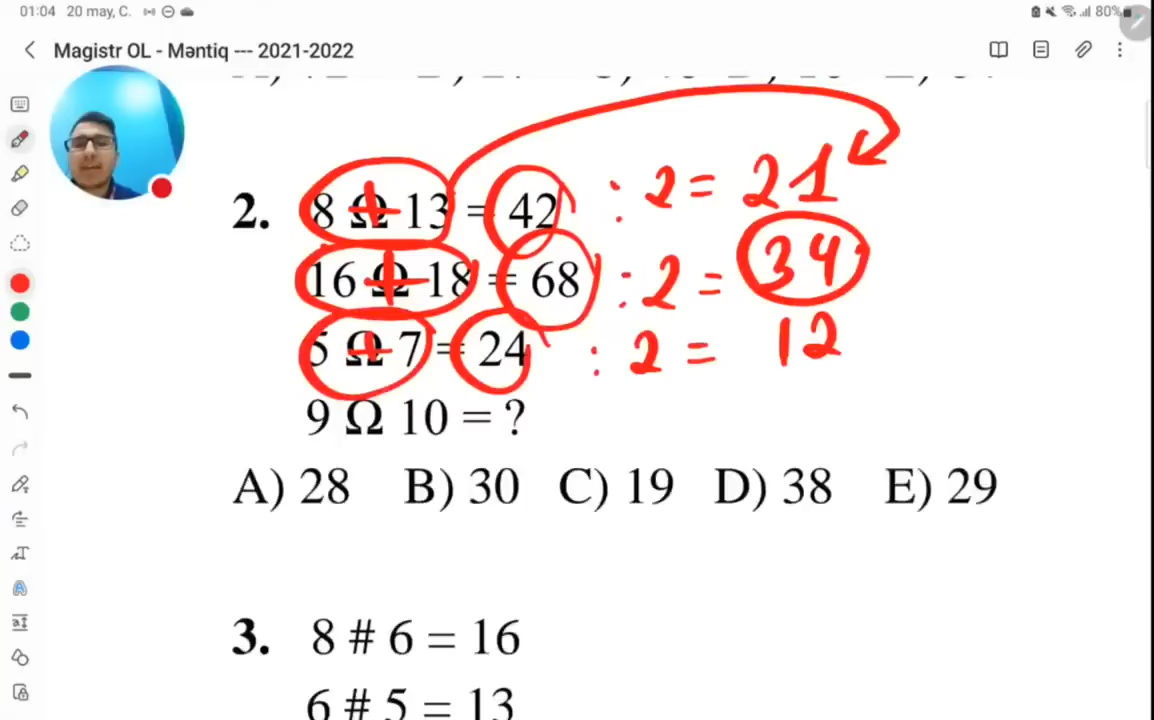 01:04 20 may, C. 80%
Magistr OL - Məntiq --- 2021-2022
2. 8 Ω 13 = 42 : 2 = 21
16 Ω 18 = 68 : 2 = 34
5 Ω 7 = 24 : 2 = 12
9 Ω 10 = ?
A) 28 B) 30 C) 19 D) 38 E) 29
3. 8 # 6 = 16
6 # 5 = 13